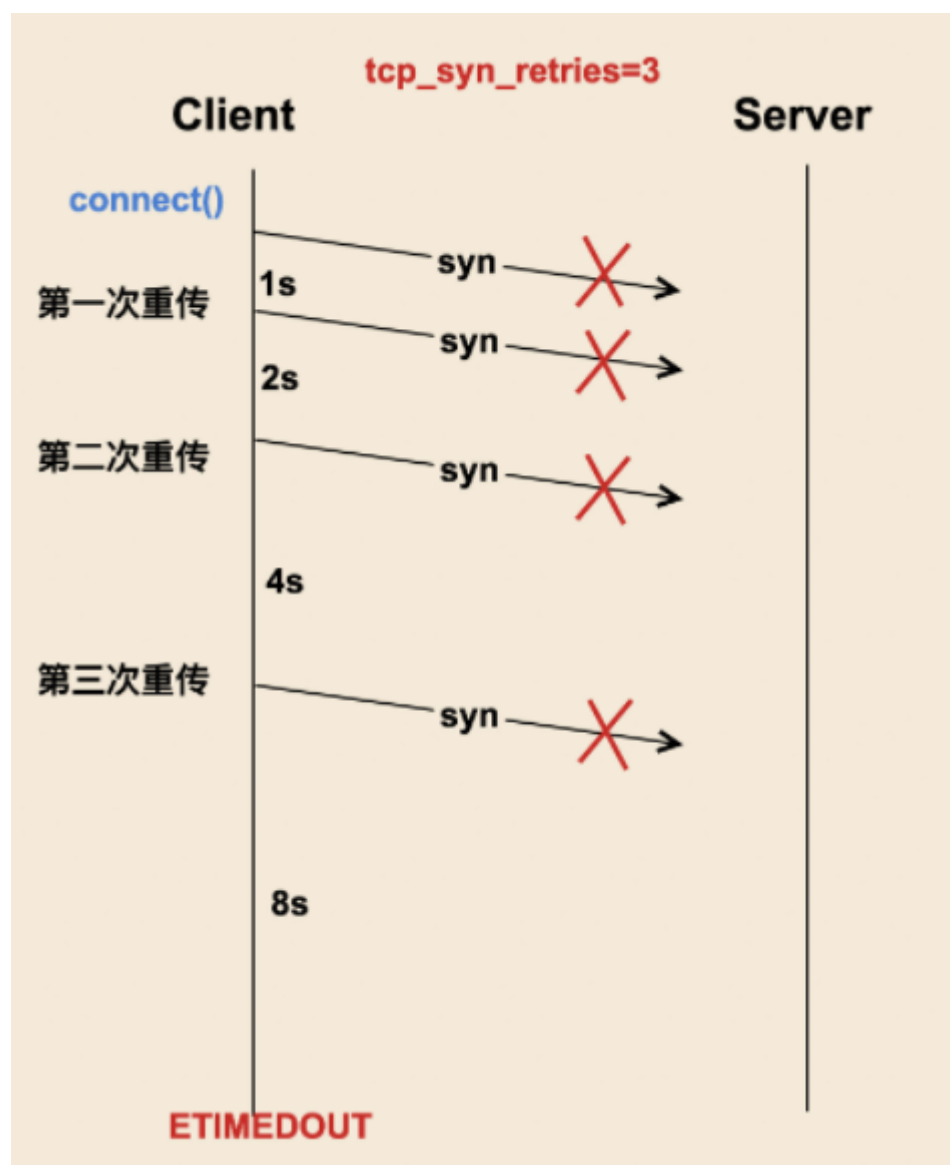 tcp_syn_retries=3
Client
Server
connect()
syn
1s
第一次重传
syn
2s
第二次重传
syn
4s
第三次重传
syn
8s
ETIMEDOUT